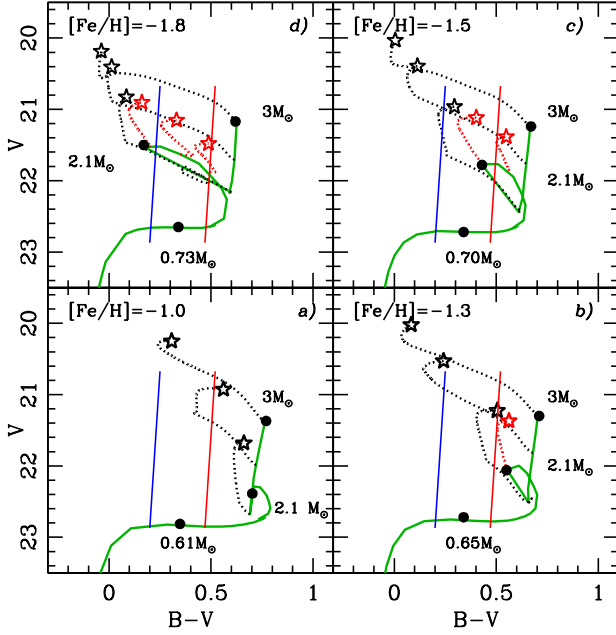 [Fe/H]=−1.8 d)
[Fe/H]=−1.5 c)
20
21
22
23
V
3M⊙
2.1M⊙
0.73M⊙
3M⊙
2.1M⊙
0.70M⊙
[Fe/H]=−1.0 a)
[Fe/H]=−1.3 b)
20
21
22
23
V
3M⊙
2.1 M⊙
0.61M⊙
3M⊙
2.1M⊙
0.65M⊙
0 0.5 1
0 0.5 1
B−V
B−V